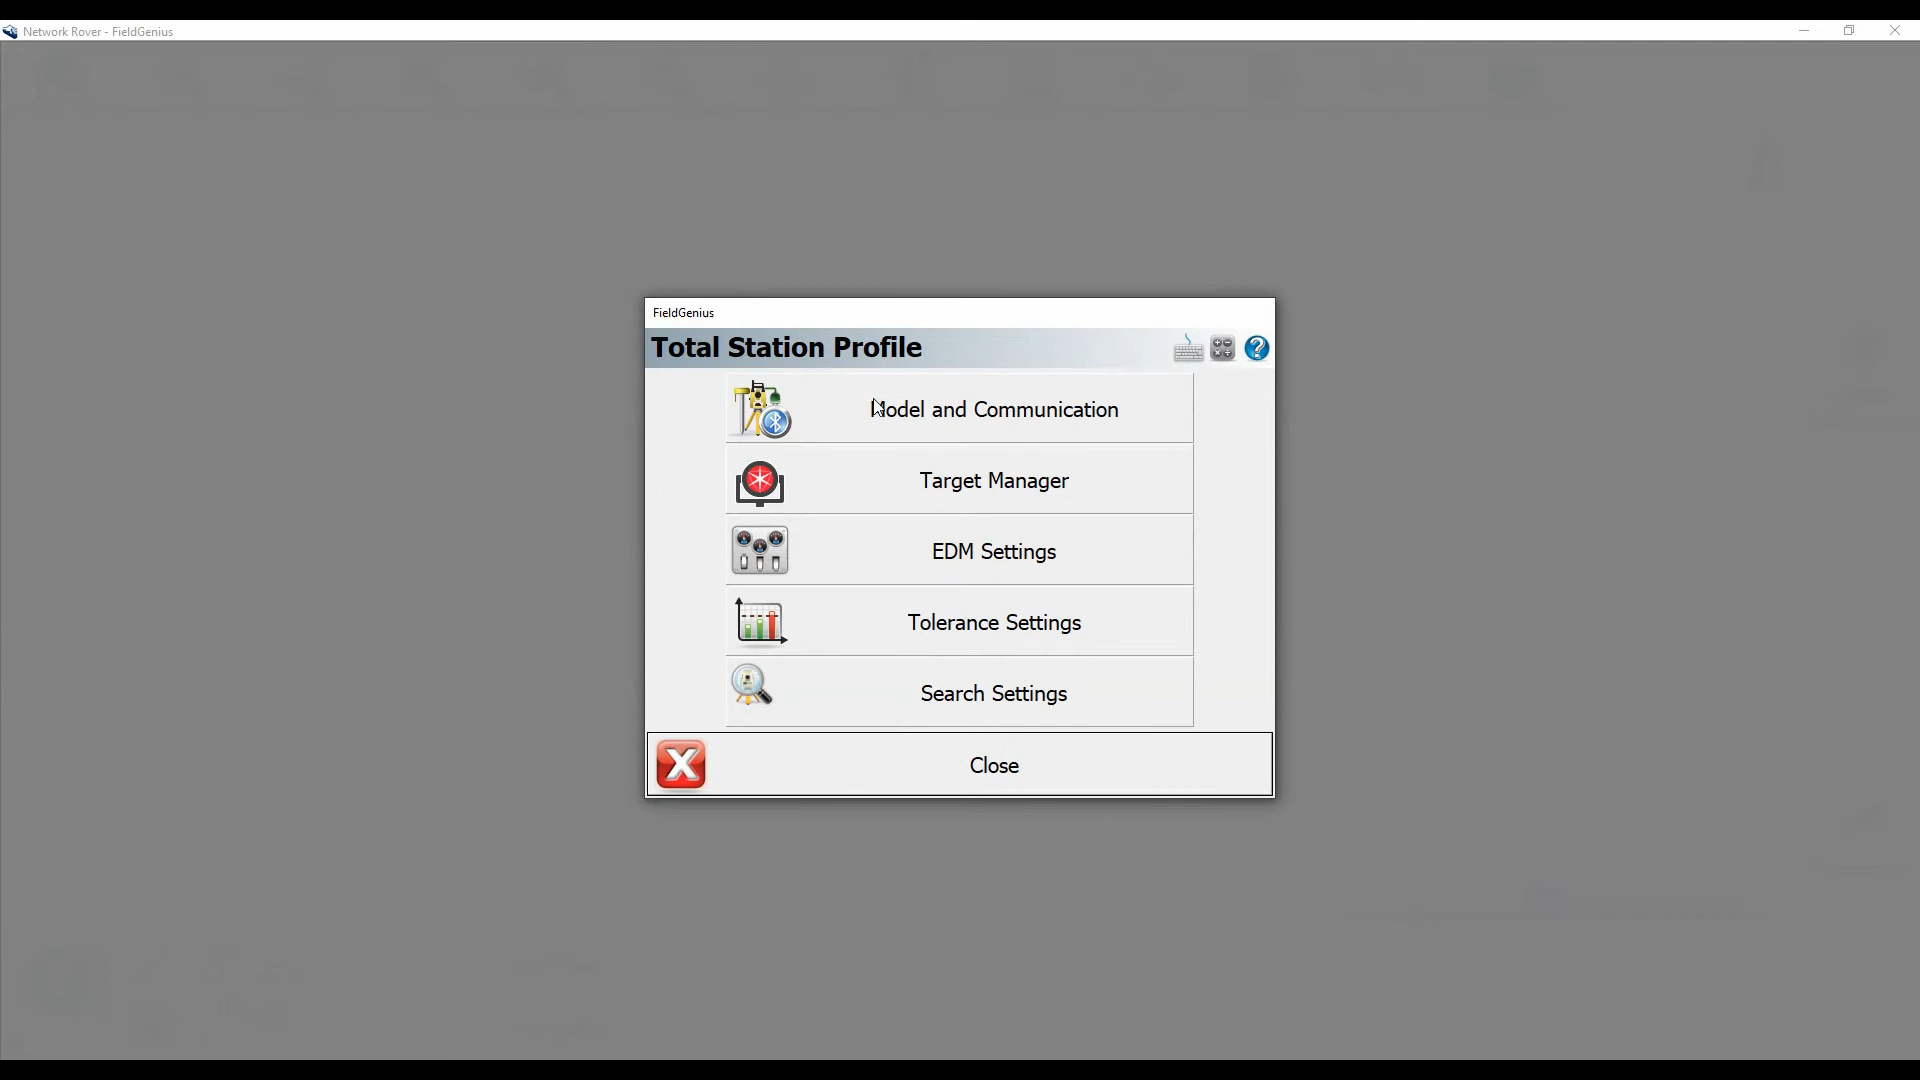 Network Rover - FieldGenius
FieldGenius
Total Station Profile
Model and Communication
Target Manager
EDM Settings
Tolerance Settings
Search Settings
Close